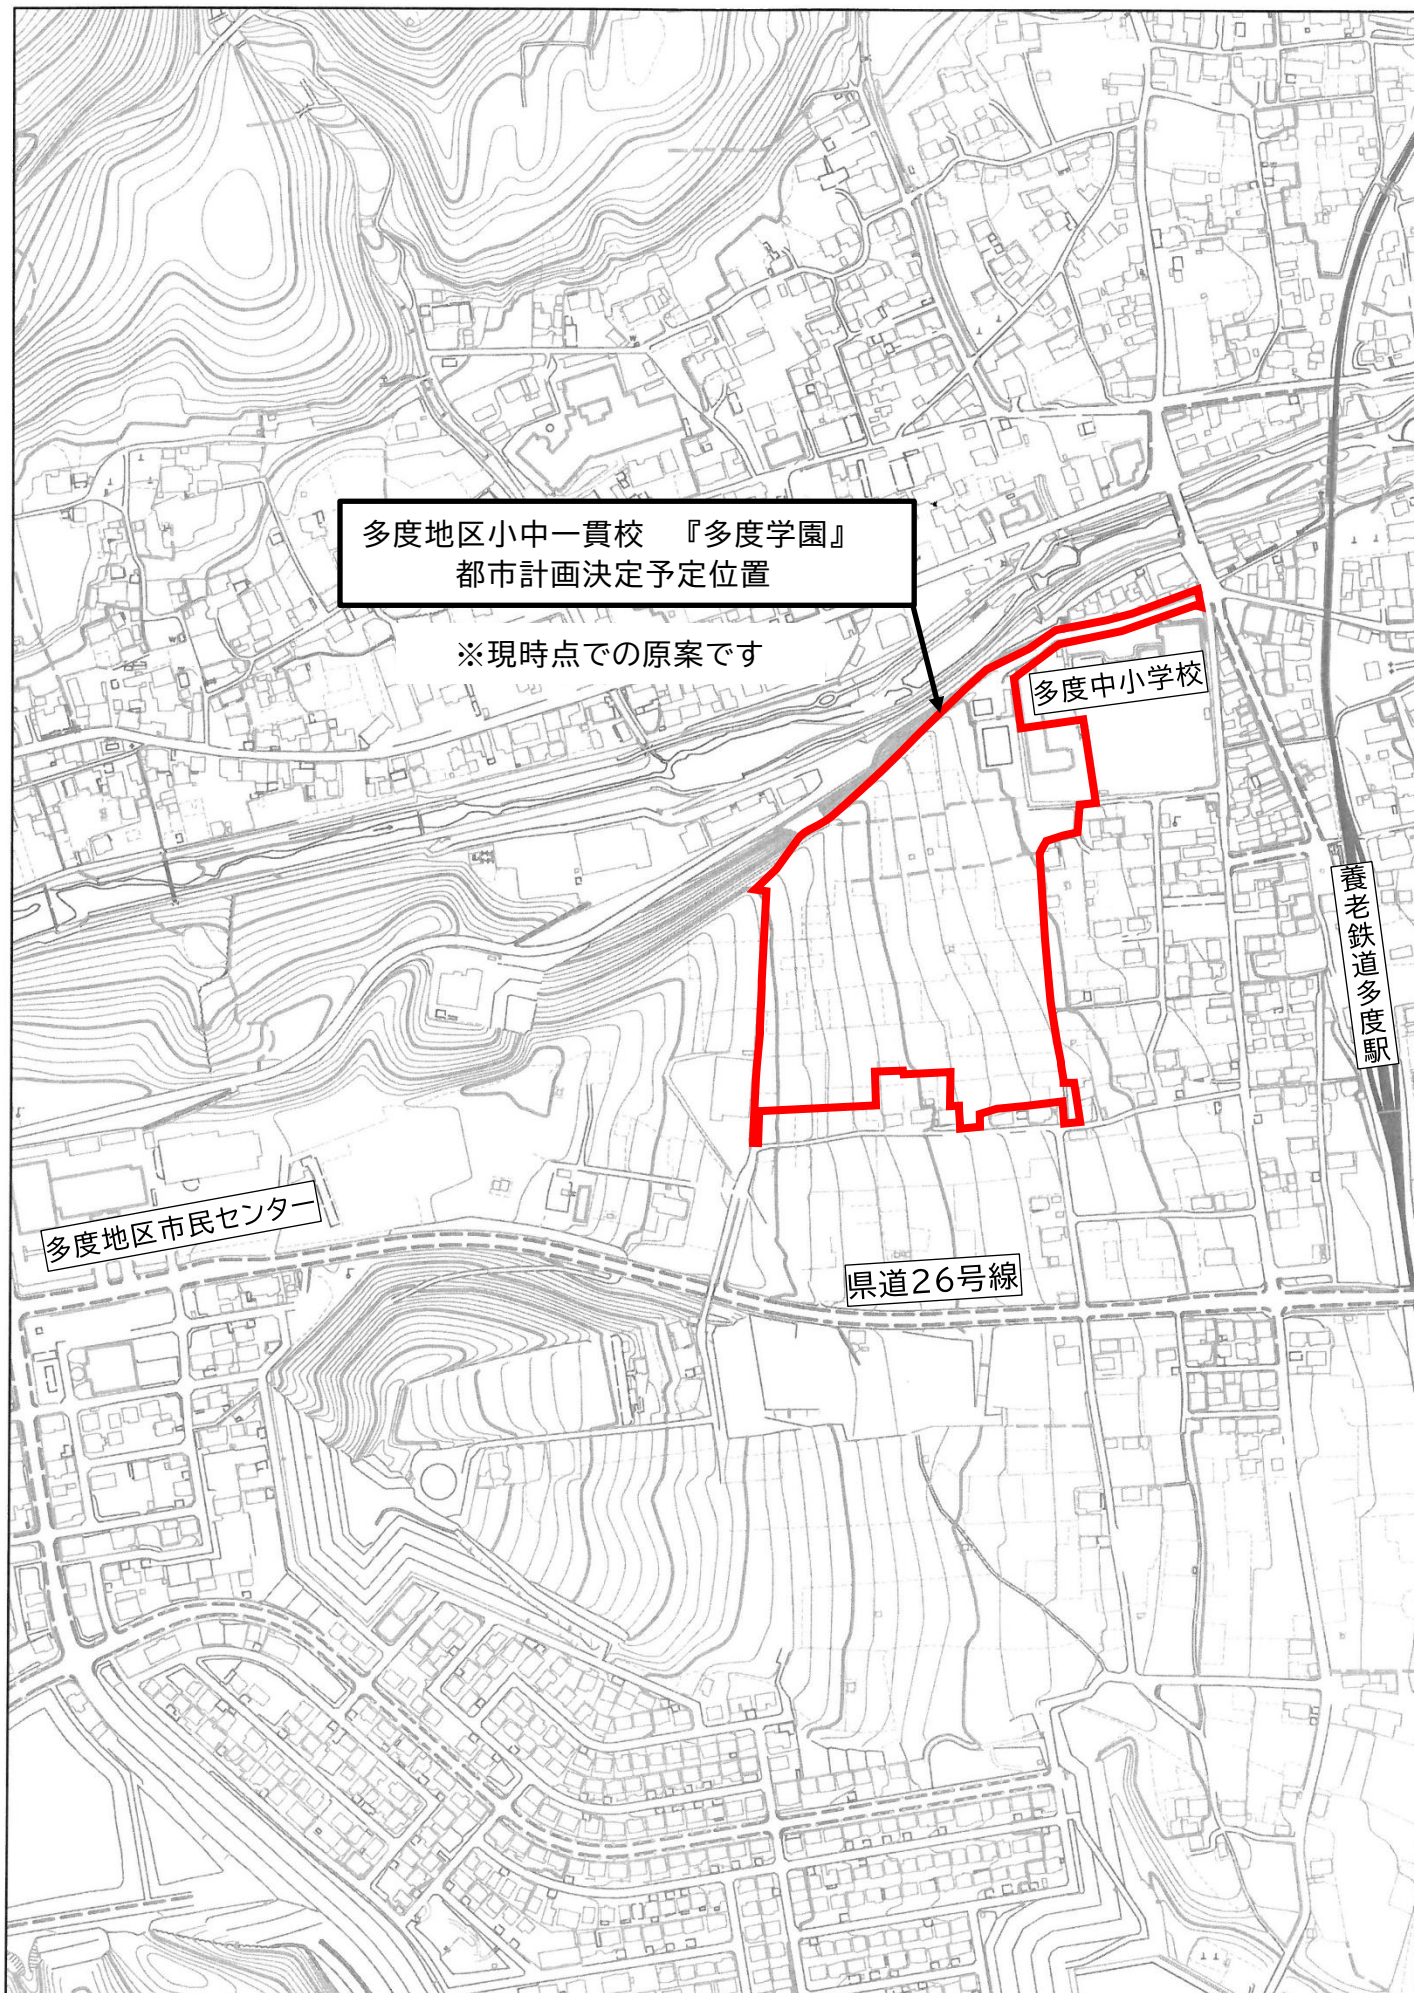 多度地区小中一貫校　『多度学園』
都市計画決定予定位置
※現時点での原案です
多度中小学校
養老鉄道多度駅
多度地区市民センター
県道26号線